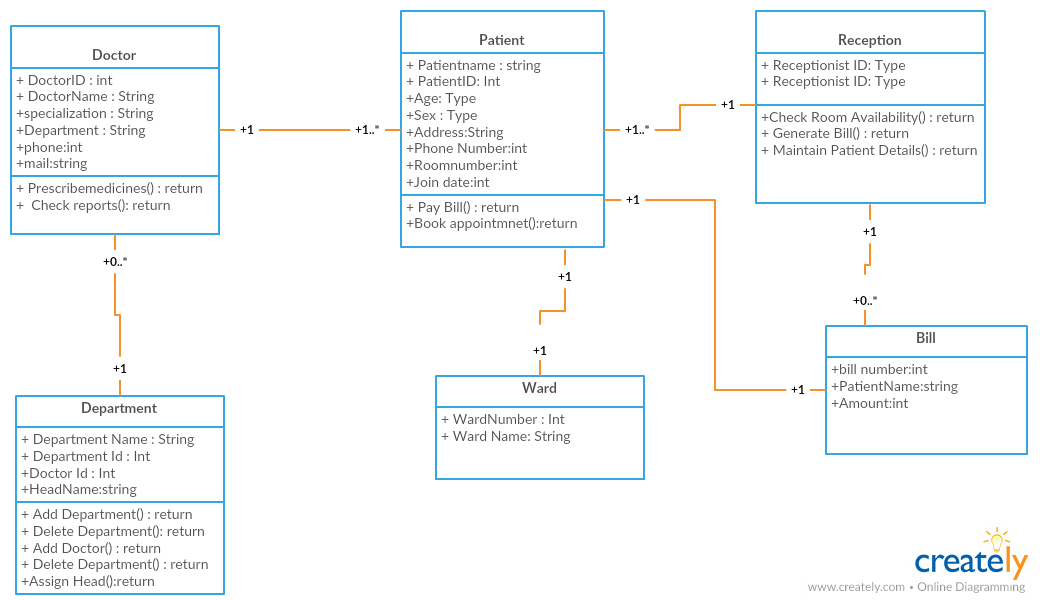 Doctor
+ DoctorID : int
+ DoctorName : String
+specialization : String
+Department : String
+phone:int
+mail:string
+ Prescribemedicines() : return
+  Check reports(): return
Patient
+ Patientname : string
+ PatientID: Int
+Age: Type
+Sex : Type
+Address:String
+Phone Number:int
+Roomnumber:int
+Join date:int
+ Pay Bill() : return
+Book appointmnet():return
Reception
+ Receptionist ID: Type
+ Receptionist ID: Type
+Check Room Availability() : return
+ Generate Bill() : return
+ Maintain Patient Details() : return
+1
+1..*
+1..*
+1
+1
+1
+0..*
+1
+1
+1
+1
+0..*
Department
+ Department Name : String
+ Department Id : Int
+Doctor Id : Int
+HeadName:string
+ Add Department() : return
+ Delete Department(): return
+ Add Doctor() : return
+ Delete Department() : return
+Assign Head():return
Ward
+ WardNumber : Int
+ Ward Name: String
Bill
+bill number:int
+PatientName:string
+Amount:int
creately
www.creately.com • Online Diagramming